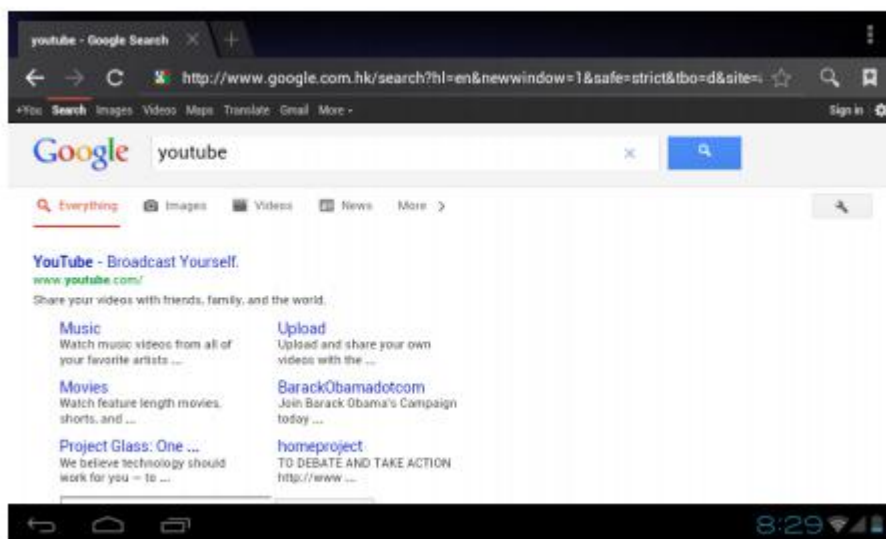 youtube - Google Search
http://www.google.com.hk/search?hl=en&newwindow=1&safe=strict&tbo=d&site=
+You Search Images Videos Maps Translate Gmail More
Sign in
Google youtube
Everything Images Videos News More
YouTube - Broadcast Yourself.
www.youtube.com/
Share your videos with friends, family, and the world.
Music
Watch music videos from all of
your favorite artists ...
Upload
Upload and share your own
videos with the ...
Movies
Watch feature length movies,
shorts, and ...
BarackObamadotcom
Join Barack Obama's Campaign
today ...
Project Glass: One ...
We believe technology should
work for you — to ...
homeproject
TO DEBATE AND TAKE ACTION
http://www ...
8:29